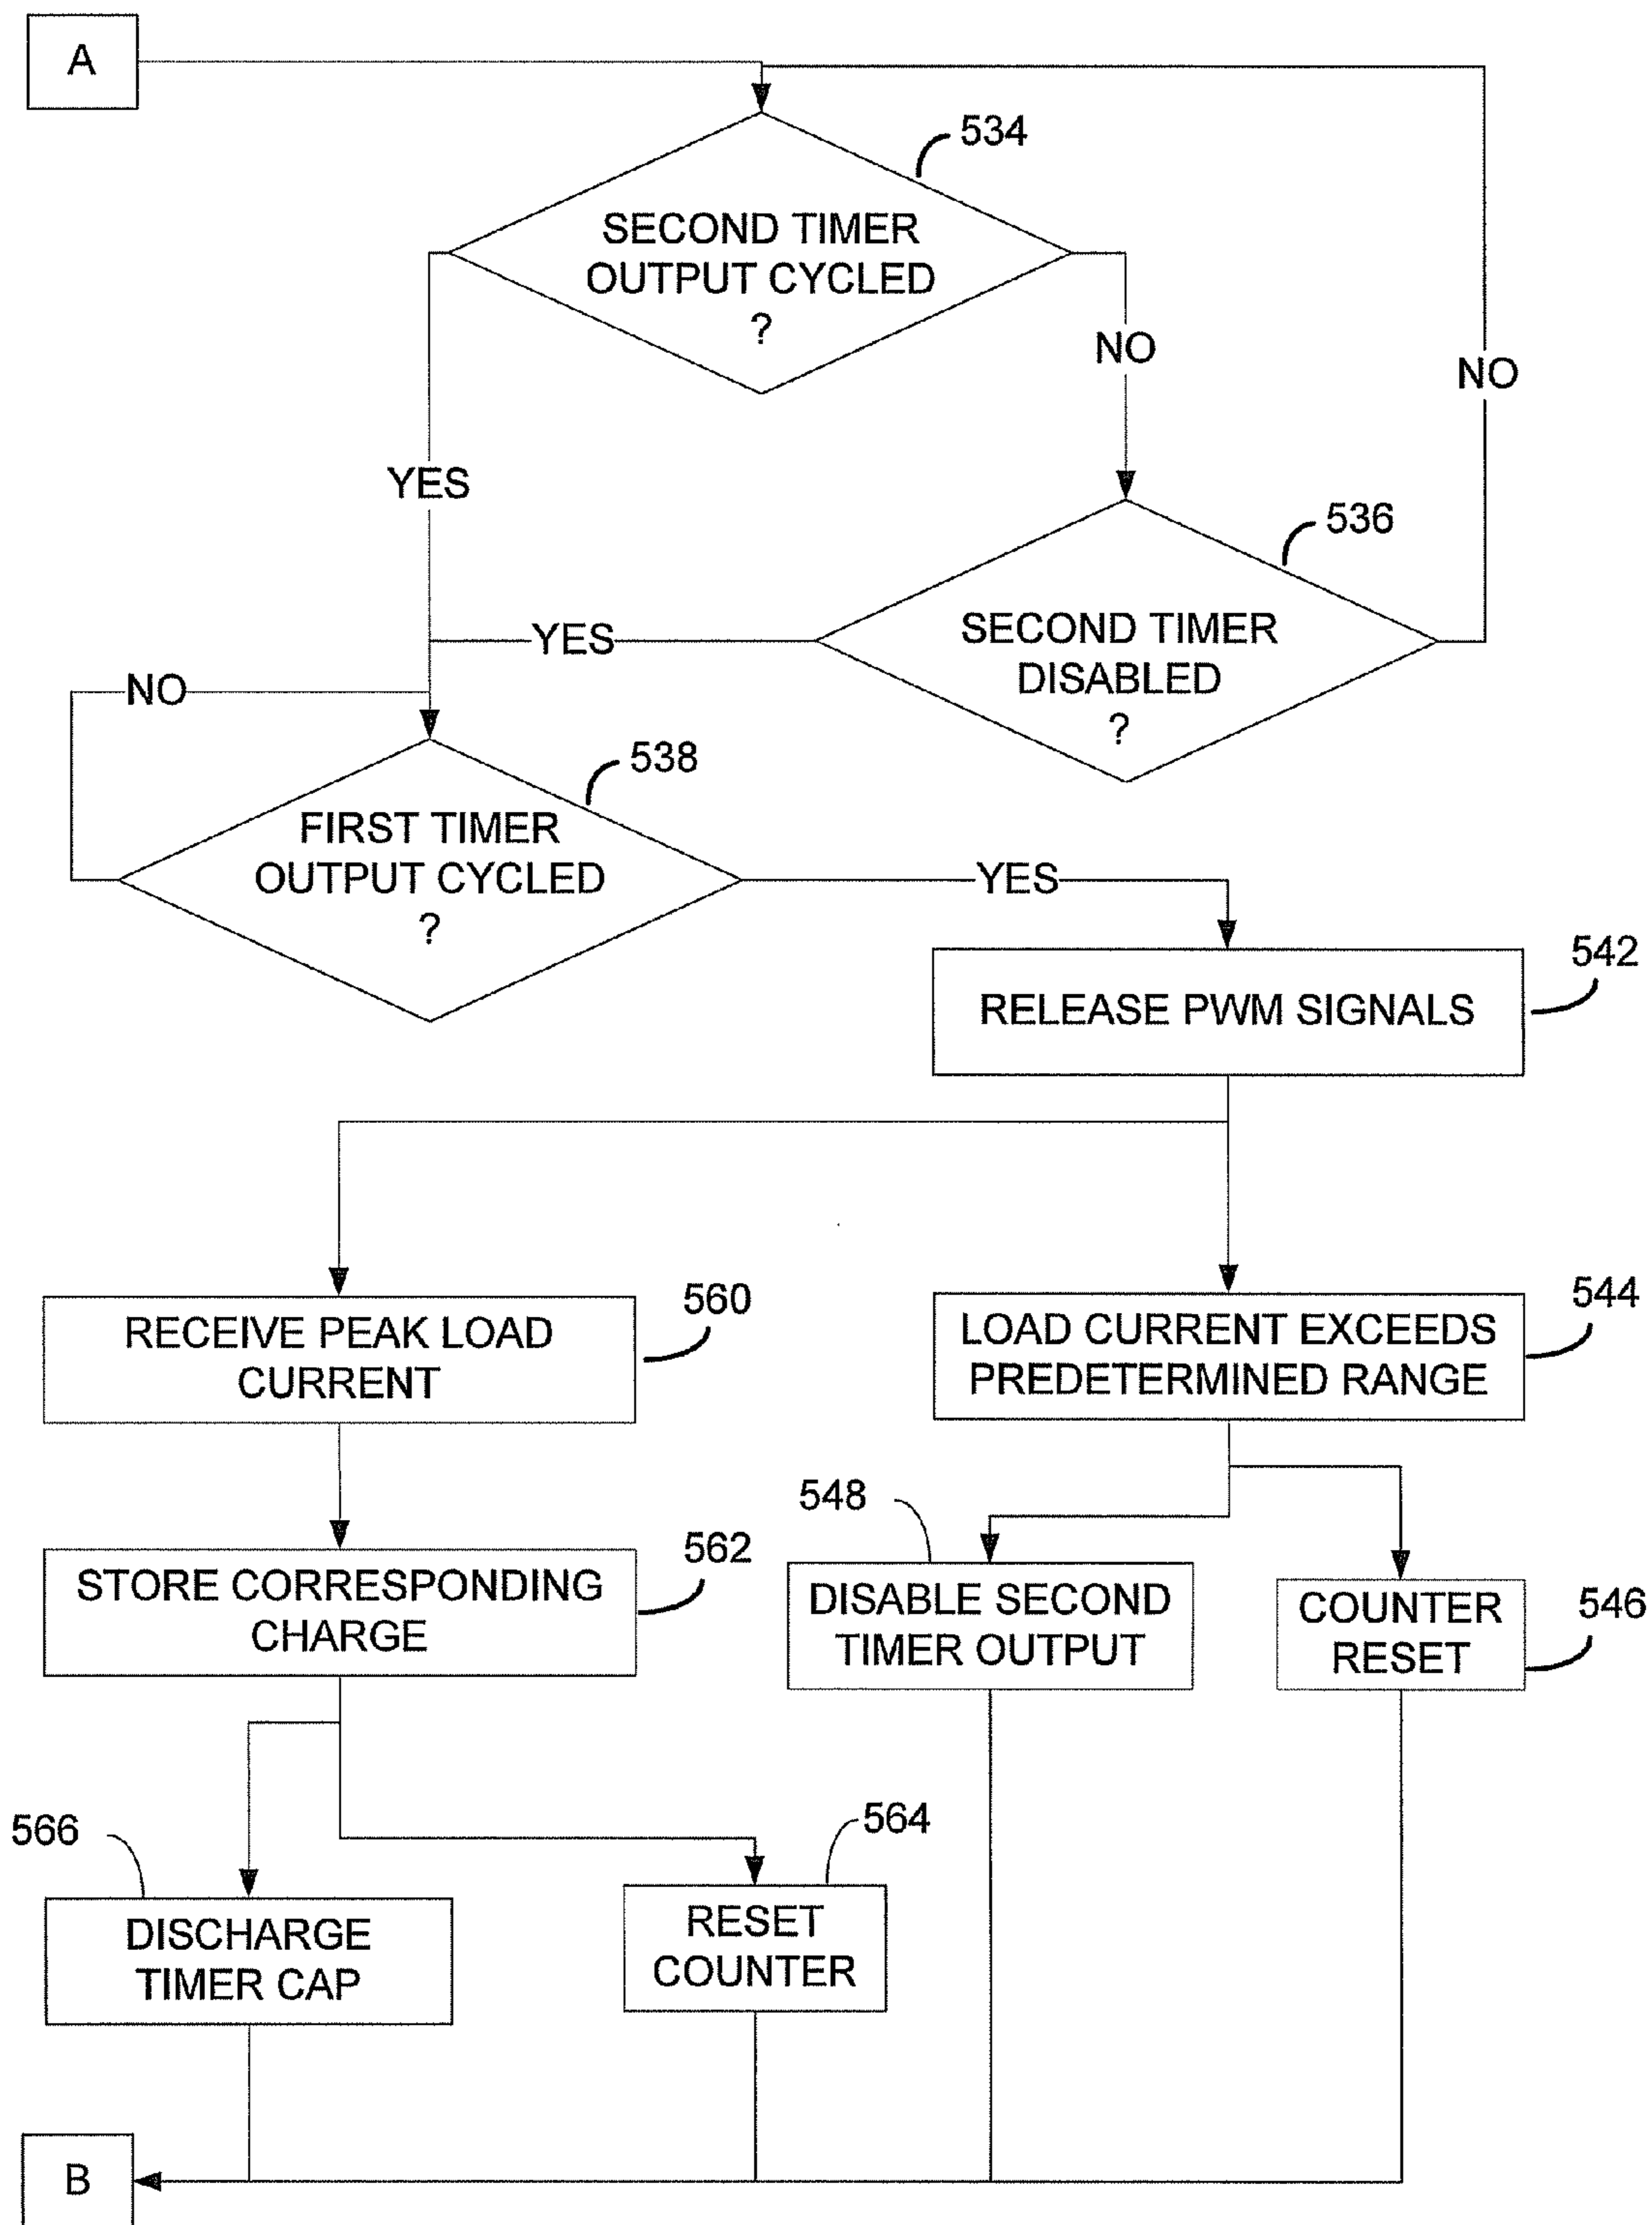 A
534
SECOND TIMER
OUTPUT CYCLED
?
NO
NO
YES
536
SECOND TIMER
DISABLED
?
YES
NO
538
FIRST TIMER
OUTPUT CYCLED
?
YES
542
RELEASE PWM SIGNALS
560
RECEIVE PEAK LOAD
CURRENT
544
LOAD CURRENT EXCEEDS
PREDETERMINED RANGE
562
STORE CORRESPONDING
CHARGE
548
DISABLE SECOND
TIMER OUTPUT
546
COUNTER
RESET
566
DISCHARGE
TIMER CAP
564
RESET
COUNTER
B